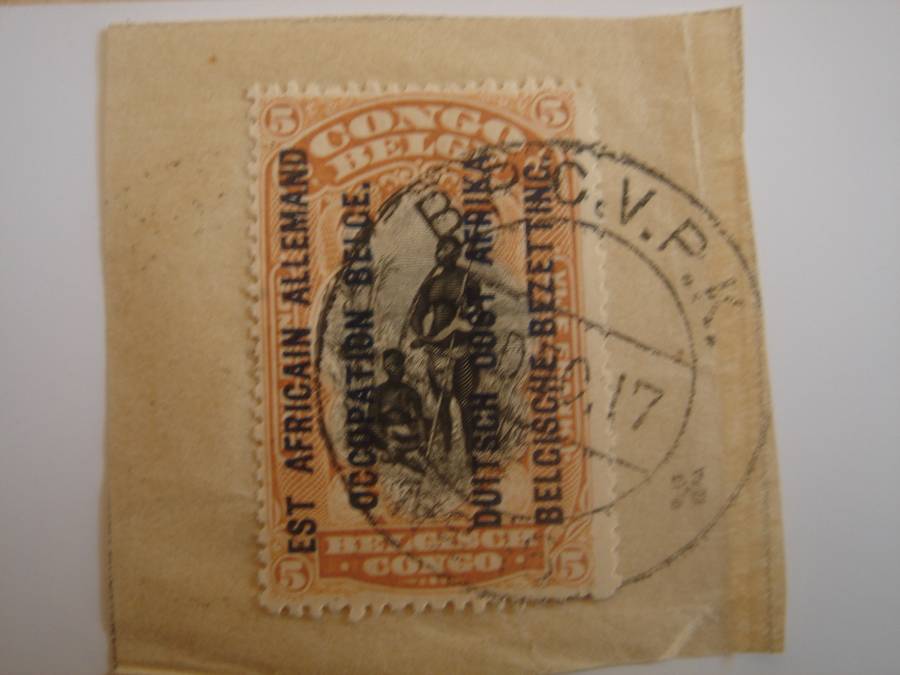 5 5
CONGO
BELGE
EST AFRICAIN ALLEMAND
OCCUPATION BELGE.
DUITSCH OOST AFRIKA
BELGISCHE BEZETTING.
BELGISCH
CONGO
5 5
C.V.P.K.
17